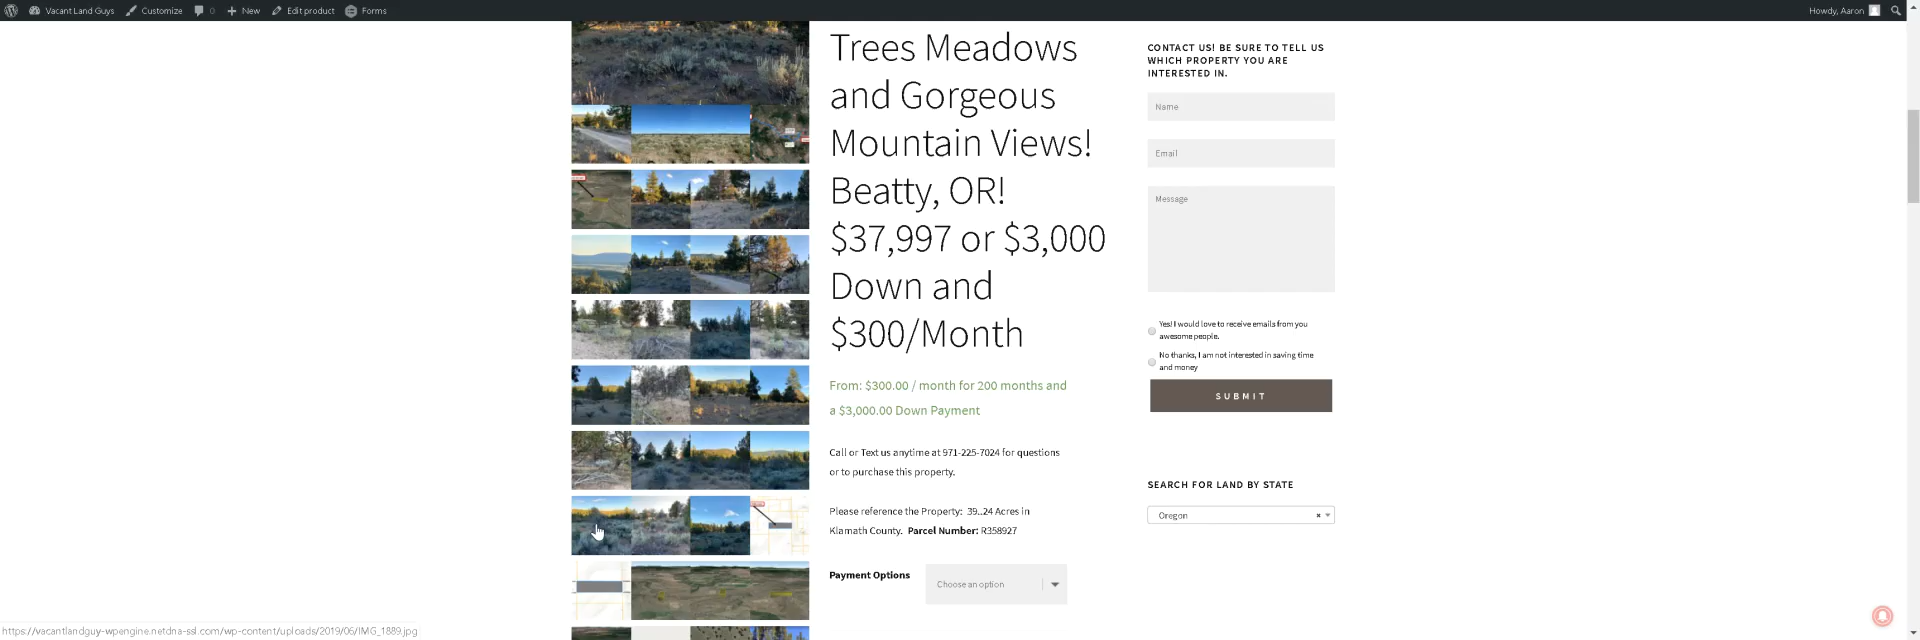 Vacant Land Guys Customize 0 New Edit product Forms Howdy, Aaron
Trees Meadows
and Gorgeous
Mountain Views!
Beatty, OR!
$37,997 or $3,000
Down and
$300/Month
From: $300.00 / month for 200 months and
a $3,000.00 Down Payment
Call or Text us anytime at 971-225-7024 for questions
or to purchase this property.
Please reference the Property: 39..24 Acres in
Klamath County. Parcel Number: R358927
Payment Options Choose an option
CONTACT US! BE SURE TO TELL US
WHICH PROPERTY YOU ARE
INTERESTED IN.
Name
Email
Message
Yes! I would love to receive emails from you
awesome people.
No thanks, I am not interested in saving time
and money
SUBMIT
SEARCH FOR LAND BY STATE
Oregon ×
https://vacantlandguy-wpengine.netdna-ssl.com/wp-content/uploads/2019/06/IMG_1889.jpg